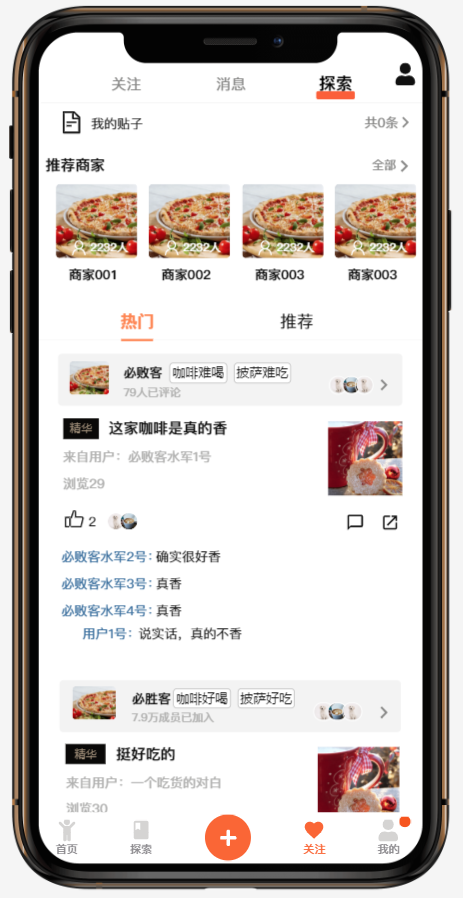 关注 消息 探索
我的贴子 共0条
推荐商家 全部
2232人 2232人 2232人 2232人
商家001 商家002 商家003 商家003
热门 推荐
必败客 咖啡难喝 披萨难吃
79人已评论
精华 这家咖啡是真的香
来自用户：必败客水军1号
浏览29
2
必败客水军2号：确实很好香
必败客水军3号：真香
必败客水军4号：真香
用户1号：说实话，真的不香
必胜客 咖啡好喝 披萨好吃
7.9万成员已加入
精华 挺好吃的
来自用户：一个吃货的对白
浏览30
首页 探索 关注 我的